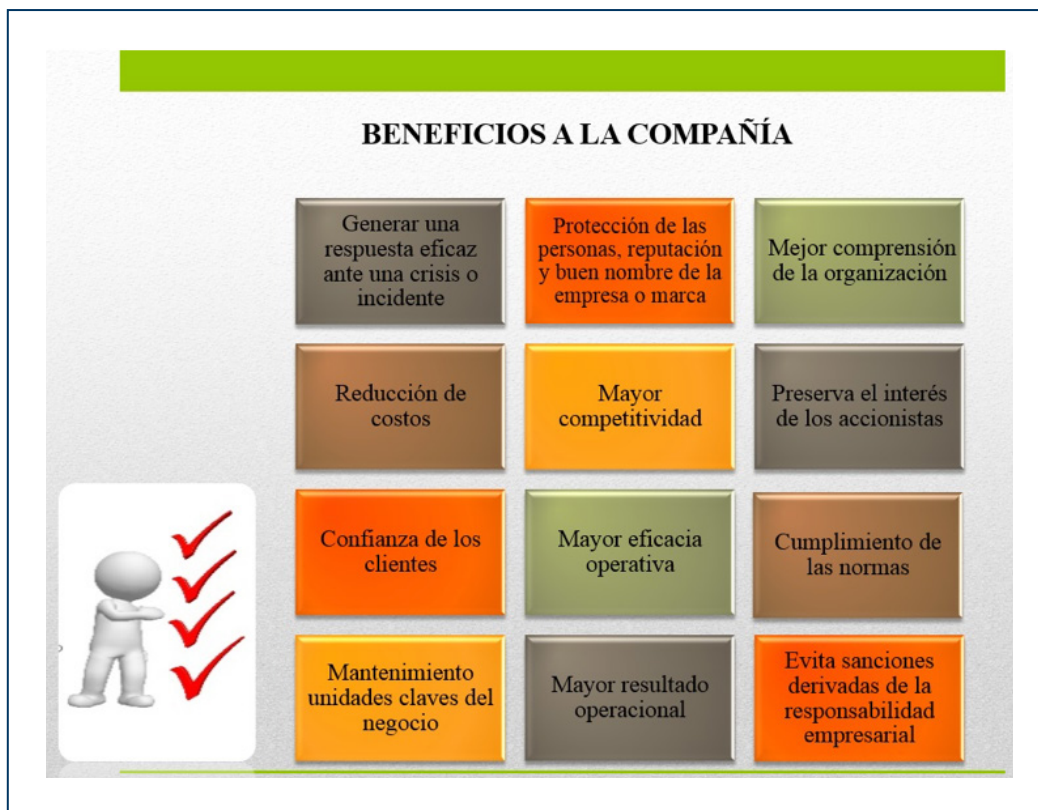 BENEFICIOS A LA COMPAÑÍA
Generar una
respuesta eficaz
ante una crisis o
incidente
Protección de las
personas, reputación
y buen nombre de la
empresa o marca
Mejor comprensión
de la organización
Reducción de
costos
Mayor
competitividad
Preserva el interés
de los accionistas
Confianza de los
clientes
Mayor eficacia
operativa
Cumplimiento de
las normas
Mantenimiento
unidades claves del
negocio
Mayor resultado
operacional
Evita sanciones
derivadas de la
responsabilidad
empresarial